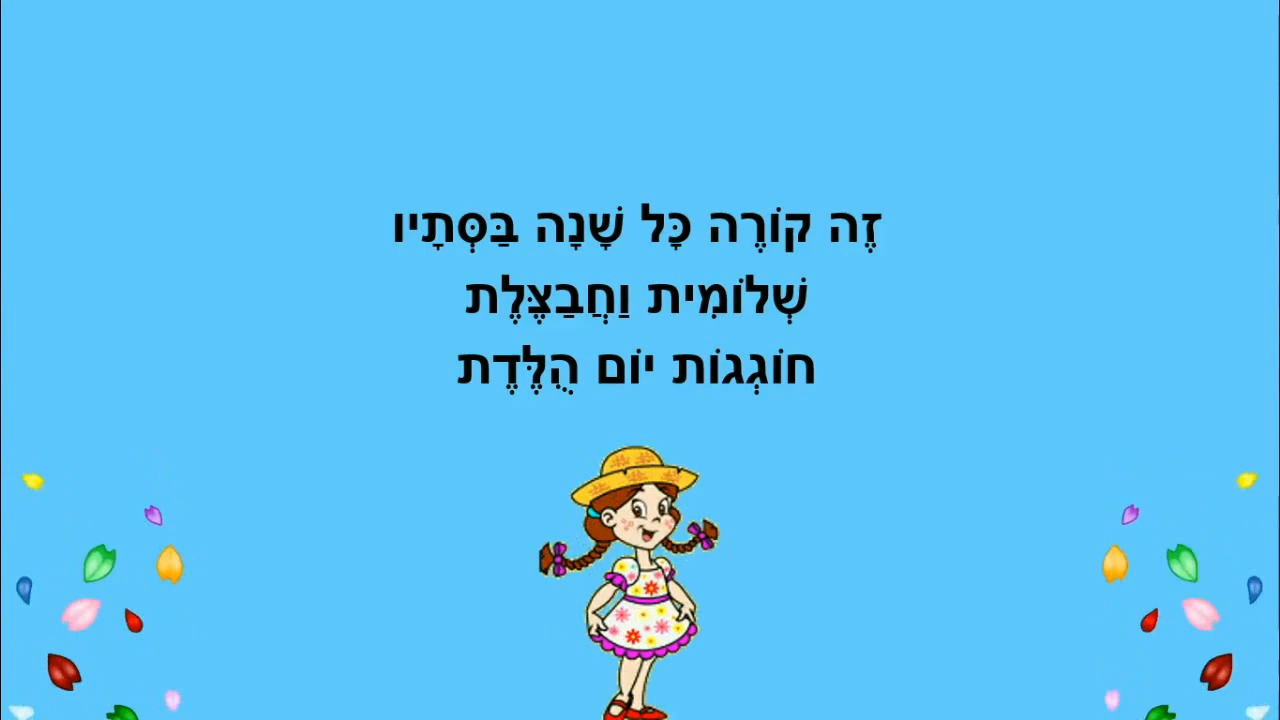 זֶה קוֹרֶה כָּל שָׁנָה בַּסְּתָיו
שְׁלוֹמִית וַחֲבַצֶּלֶת
חוֹגְגוֹת יוֹם הֻלֶּדֶת